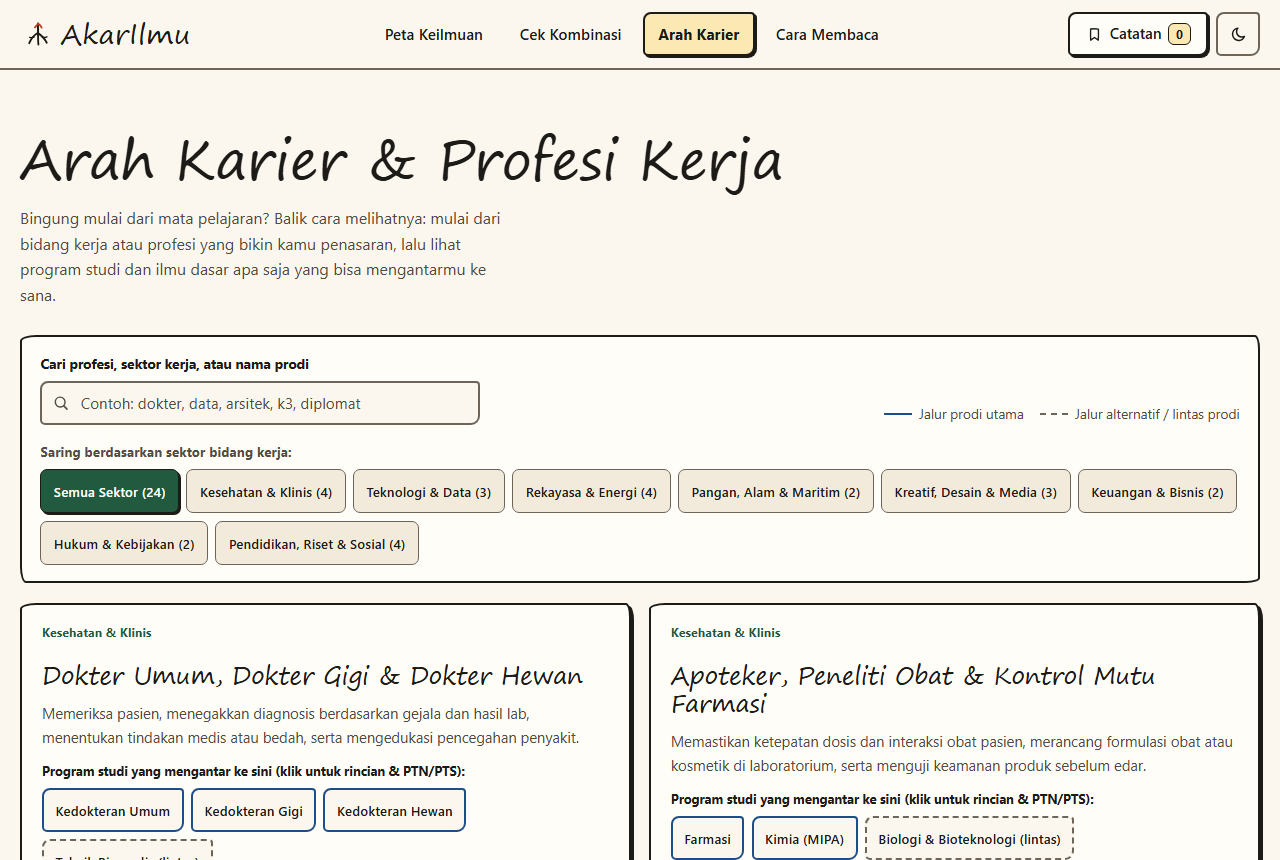 AkarIlmu
Peta Keilmuan
Cek Kombinasi
Arah Karier
Cara Membaca
Catatan 0
Arah Karier & Profesi Kerja
Bingung mulai dari mata pelajaran? Balik cara melihatnya: mulai dari
bidang kerja atau profesi yang bikin kamu penasaran, lalu lihat
program studi dan ilmu dasar apa saja yang bisa mengantarmu ke
sana.
Cari profesi, sektor kerja, atau nama prodi
Contoh: dokter, data, arsitek, k3, diplomat
Jalur prodi utama
Jalur alternatif / lintas prodi
Saring berdasarkan sektor bidang kerja:
Semua Sektor (24)
Kesehatan & Klinis (4)
Teknologi & Data (3)
Rekayasa & Energi (4)
Pangan, Alam & Maritim (2)
Kreatif, Desain & Media (3)
Keuangan & Bisnis (2)
Hukum & Kebijakan (2)
Pendidikan, Riset & Sosial (4)
Kesehatan & Klinis
Dokter Umum, Dokter Gigi & Dokter Hewan
Memeriksa pasien, menegakkan diagnosis berdasarkan gejala dan hasil lab,
menentukan tindakan medis atau bedah, serta mengedukasi pencegahan penyakit.
Program studi yang mengantar ke sini (klik untuk rincian & PTN/PTS):
Kedokteran Umum
Kedokteran Gigi
Kedokteran Hewan
Kesehatan & Klinis
Apoteker, Peneliti Obat & Kontrol Mutu
Farmasi
Memastikan ketepatan dosis dan interaksi obat pasien, merancang formulasi obat atau
kosmetik di laboratorium, serta menguji keamanan produk sebelum edar.
Program studi yang mengantar ke sini (klik untuk rincian & PTN/PTS):
Farmasi
Kimia (MIPA)
Biologi & Bioteknologi (lintas)